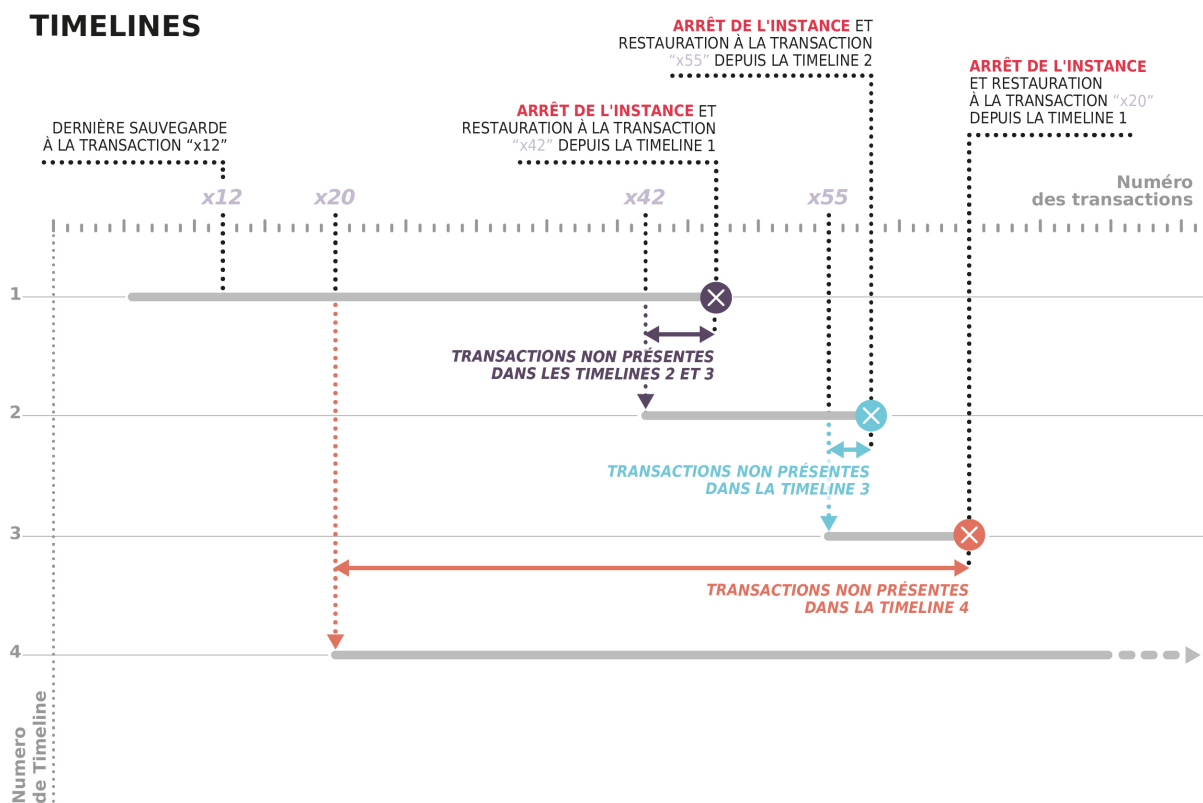 TIMELINES
ARRÊT DE L'INSTANCE ET
RESTAURATION À LA TRANSACTION
“x55” DEPUIS LA TIMELINE 2
ARRÊT DE L'INSTANCE
ET RESTAURATION
À LA TRANSACTION “x20”
DEPUIS LA TIMELINE 1
ARRÊT DE L'INSTANCE ET
RESTAURATION À LA TRANSACTION
“x42” DEPUIS LA TIMELINE 1
DERNIÈRE SAUVEGARDE
À LA TRANSACTION “x12”
x12
x20
x42
x55
Numéro
des transactions
1
TRANSACTIONS NON PRÉSENTES
DANS LES TIMELINES 2 ET 3
2
TRANSACTIONS NON PRÉSENTES
DANS LA TIMELINE 3
3
TRANSACTIONS NON PRÉSENTES
DANS LA TIMELINE 4
4
Numero
de Timeline